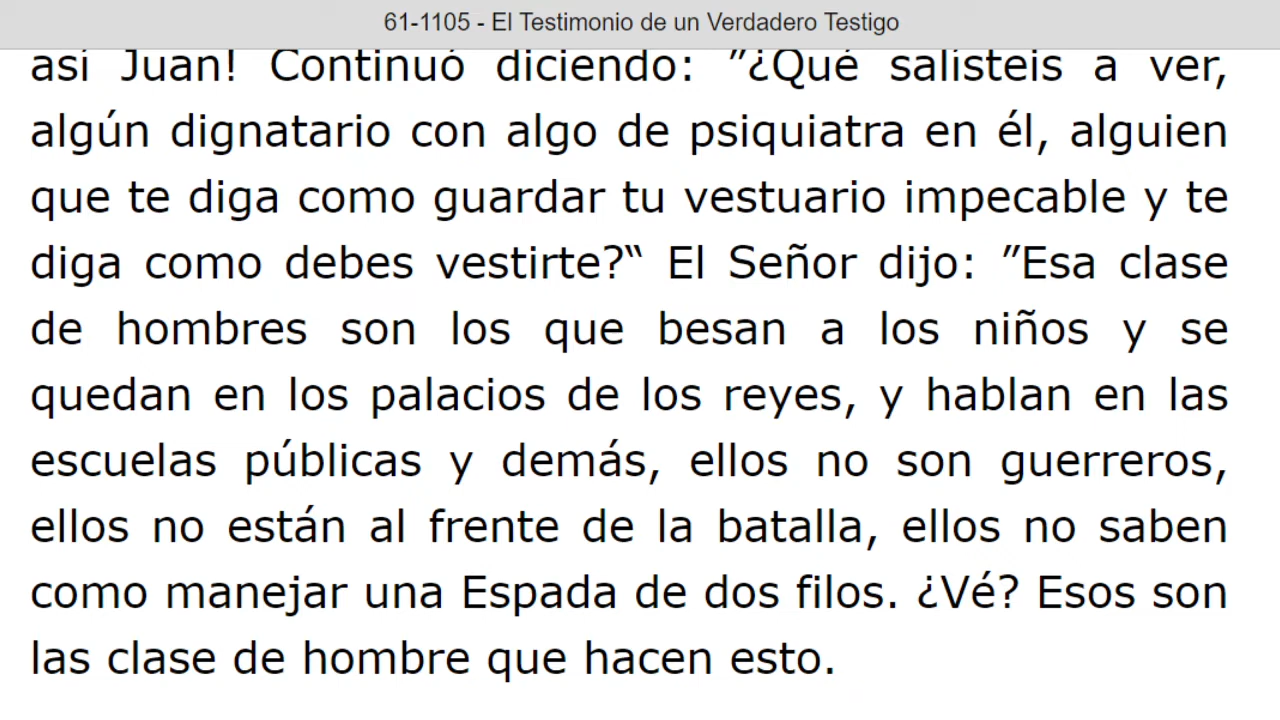 61-1105 - El Testimonio de un Verdadero Testigo
así Juan! Continuó diciendo: ”¿Qué salisteis a ver,
algún dignatario con algo de psiquiatra en él, alguien
que te diga como guardar tu vestuario impecable y te
diga como debes vestirte?“ El Señor dijo: ”Esa clase
de hombres son los que besan a los niños y se
quedan en los palacios de los reyes, y hablan en las
escuelas públicas y demás, ellos no son guerreros,
ellos no están al frente de la batalla, ellos no saben
como manejar una Espada de dos filos. ¿Vé? Esos son
las clase de hombre que hacen esto.